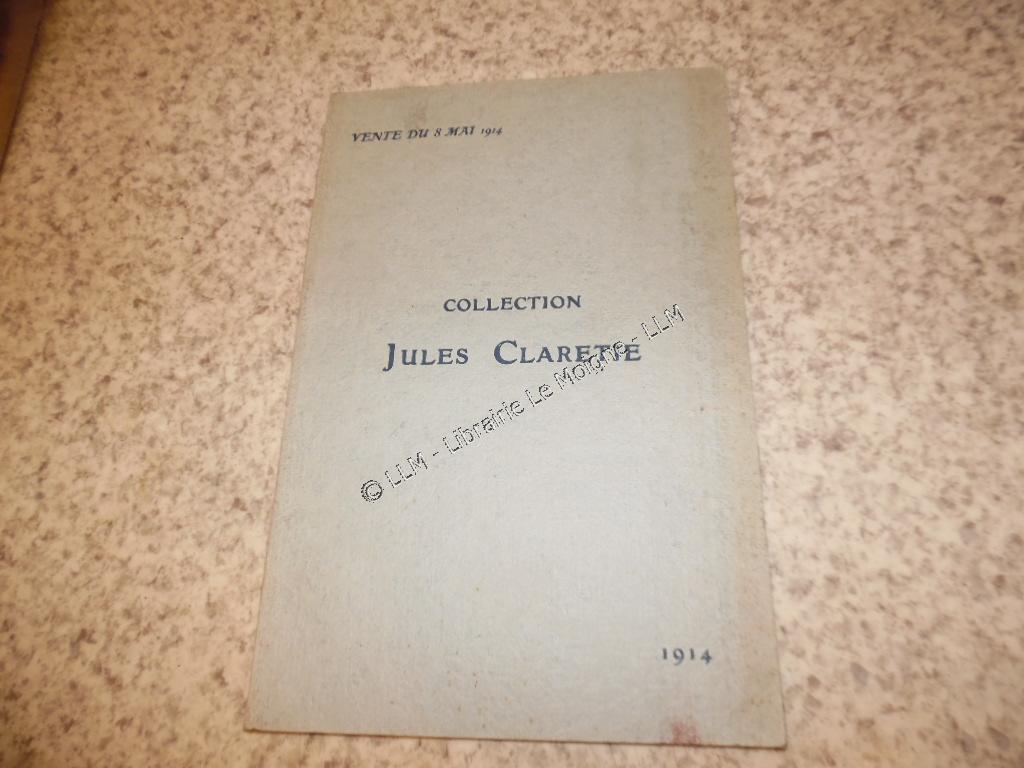 VENTE DU 8 MAI 1914
COLLECTION
JULES CLARETIE
© LLM - Librairie Le Moigne - LLM
1914